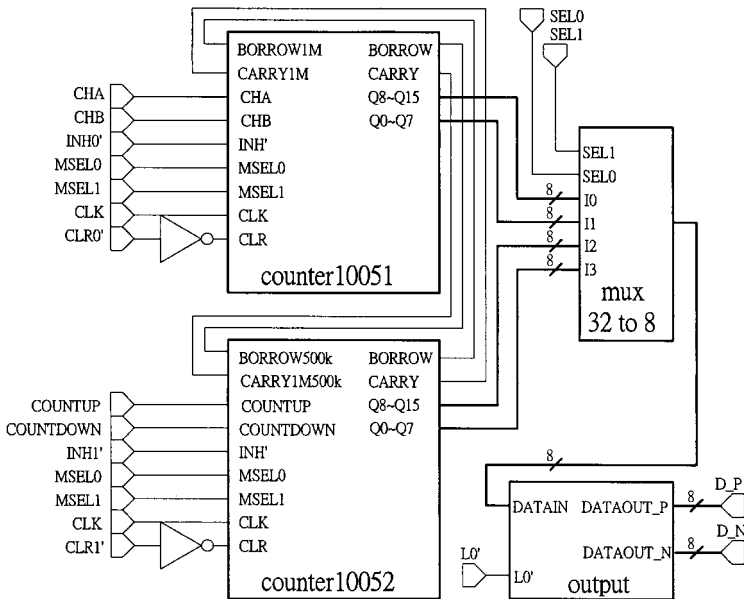 SEL0
SEL1
BORROW1M BORROW
CARRY1M CARRY
CHA CHA Q8~Q15
CHB CHB Q0~Q7
INH0' INH'
MSEL0 MSEL0
MSEL1 MSEL1
CLK CLK
CLR0' CLR
counter10051
SEL1
SEL0
8 I0
8 I1
8 I2
8 I3
mux
32 to 8
BORROW500k BORROW
CARRY1M500k CARRY
COUNTUP COUNTUP Q8~Q15
COUNTDOWN COUNTDOWN Q0~Q7
INH1' INH'
MSEL0 MSEL0
MSEL1 MSEL1
CLK CLK
CLR1' CLR
counter10052
8
DATAIN DATAOUT_P 8 D_P
DATAOUT_N 8 D_N
L0' L0'
output